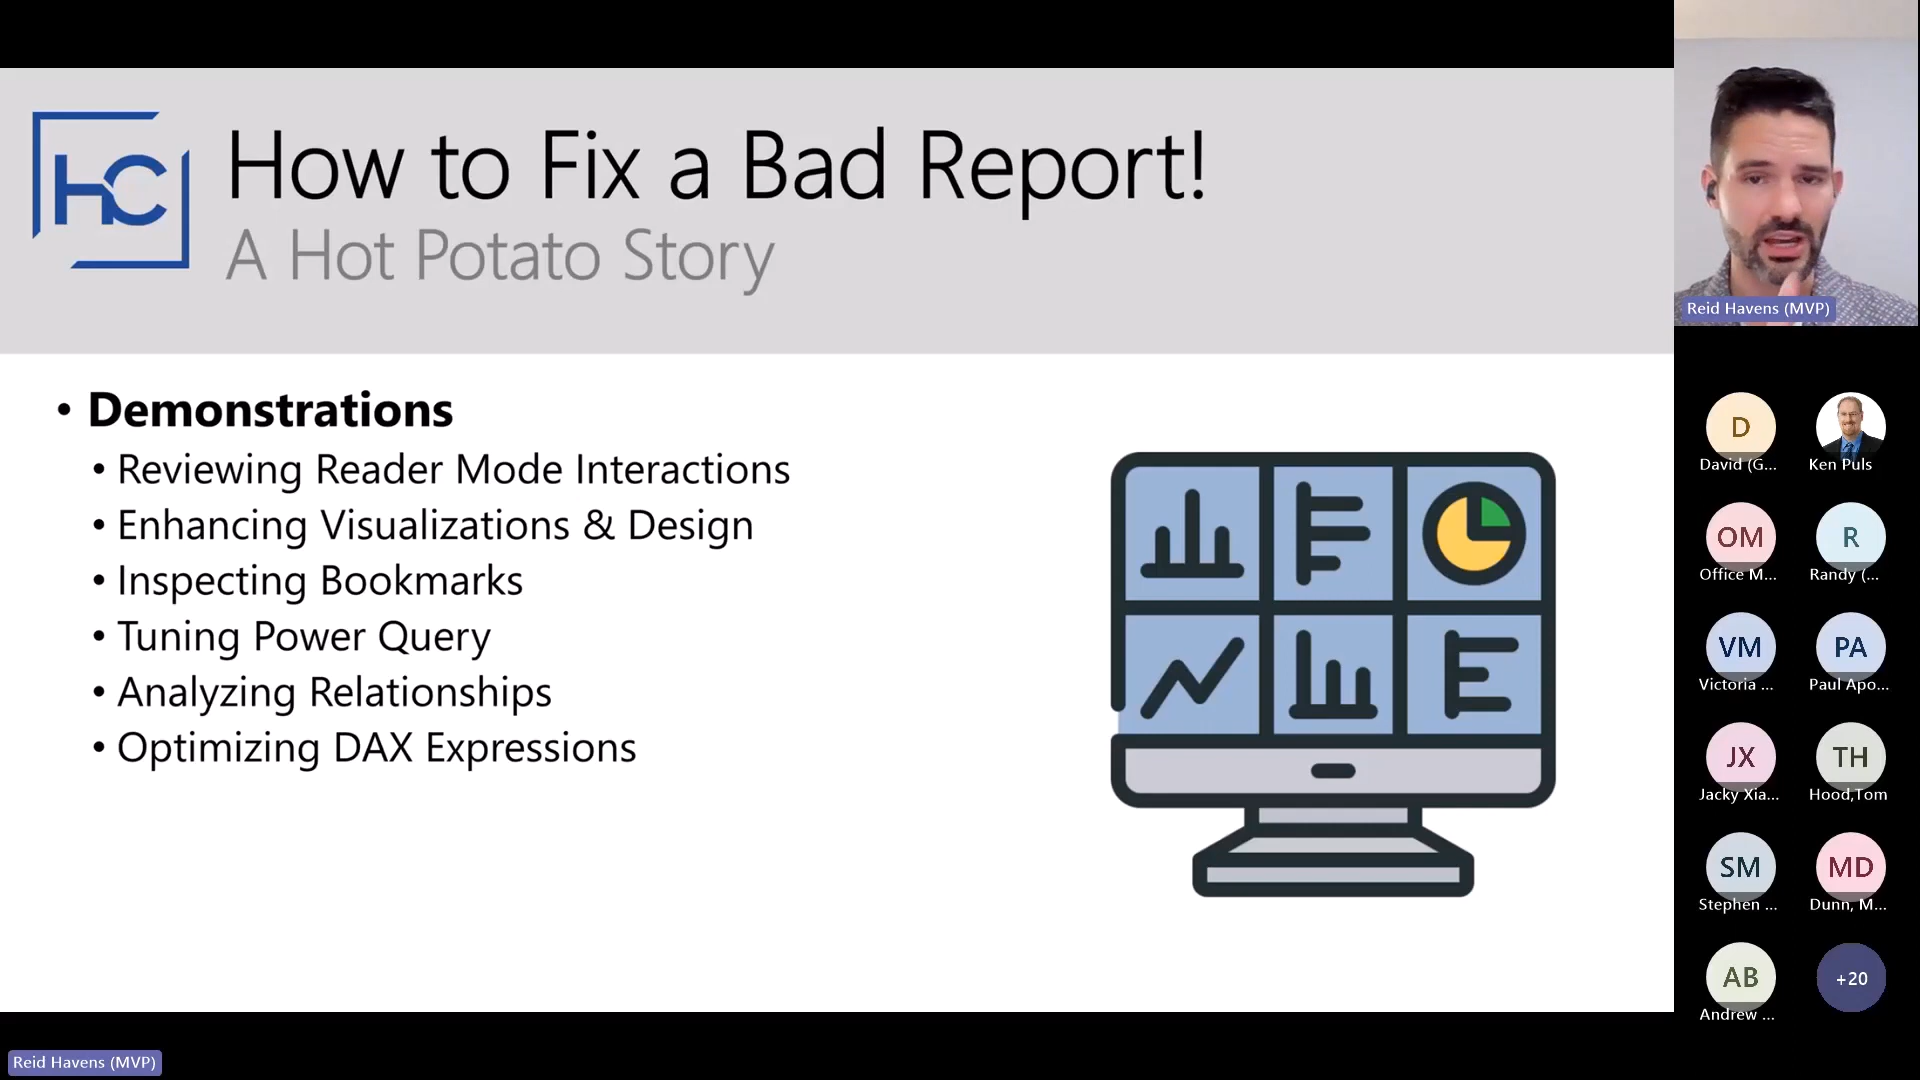 HC
How to Fix a Bad Report!
A Hot Potato Story
• Demonstrations
• Reviewing Reader Mode Interactions
• Enhancing Visualizations & Design
• Inspecting Bookmarks
• Tuning Power Query
• Analyzing Relationships
• Optimizing DAX Expressions
Reid Havens (MVP)
D
David (G...
Ken Puls
OM
Office M...
R
Randy (...
VM
Victoria ...
PA
Paul Apo...
JX
Jacky Xia...
TH
Hood,Tom
SM
Stephen ...
MD
Dunn, M...
AB
Andrew ...
+20
Reid Havens (MVP)